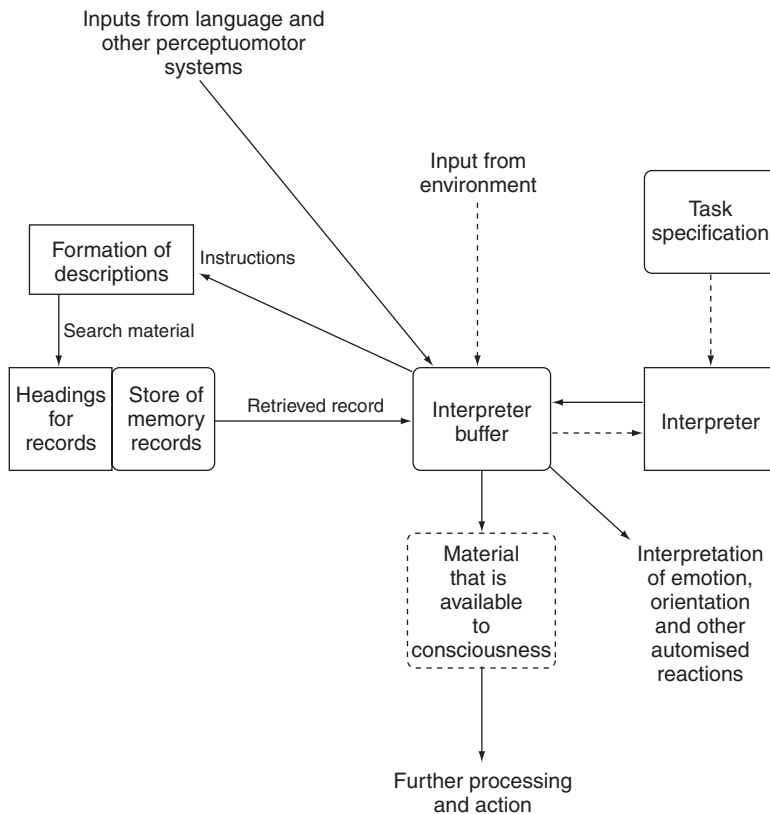 Inputs from language and
other perceptuomotor
systems
Input from
environment
Task
specification
Formation of
descriptions
Instructions
Search material
Headings
for
records
Store of
memory
records
Retrieved record
Interpreter
buffer
Interpreter
Material
that is
available
to
consciousness
Interpretation
of emotion,
orientation
and other
automised
reactions
Further processing
and action